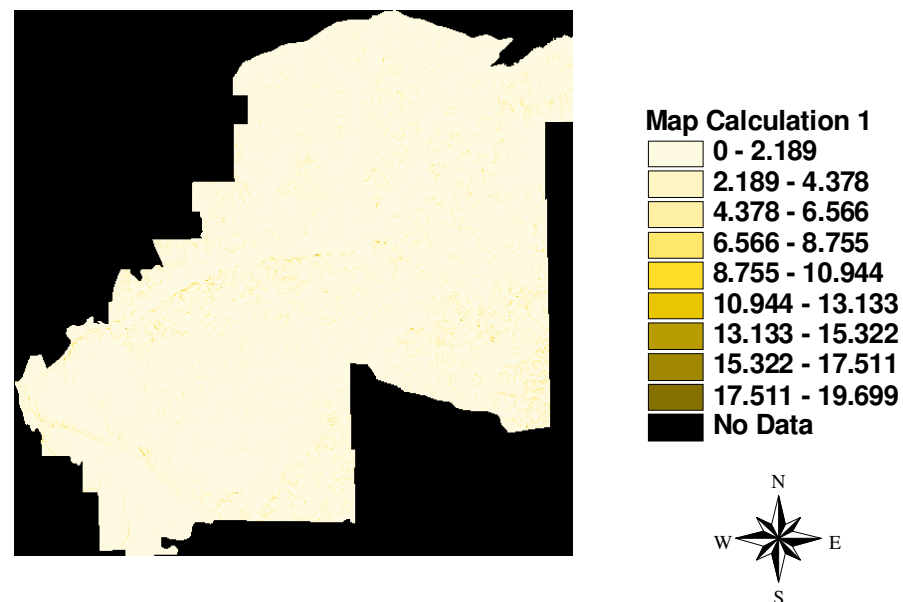 Map Calculation 1
0 - 2.189
2.189 - 4.378
4.378 - 6.566
6.566 - 8.755
8.755 - 10.944
10.944 - 13.133
13.133 - 15.322
15.322 - 17.511
17.511 - 19.699
No Data
N
W E
S